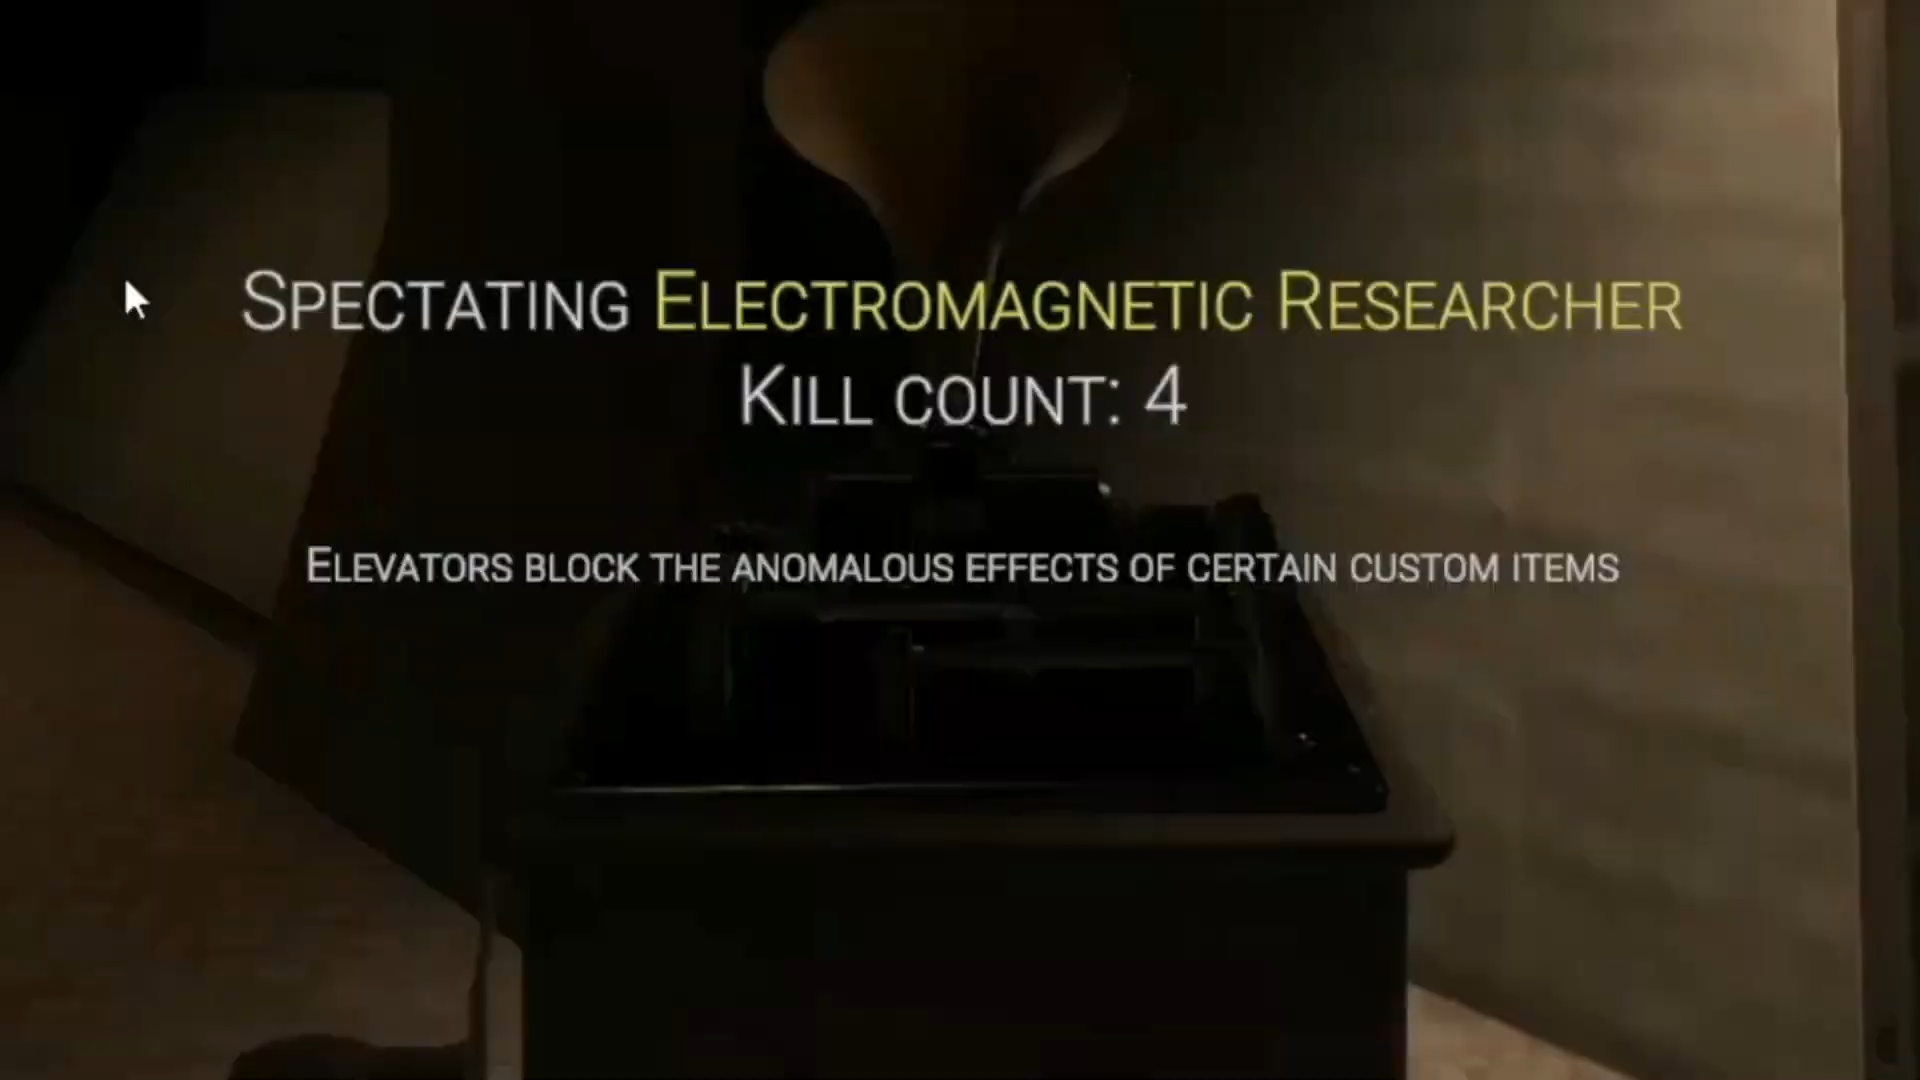 Spectating Electromagnetic Researcher
Kill count: 4
Elevators block the anomalous effects of certain custom items